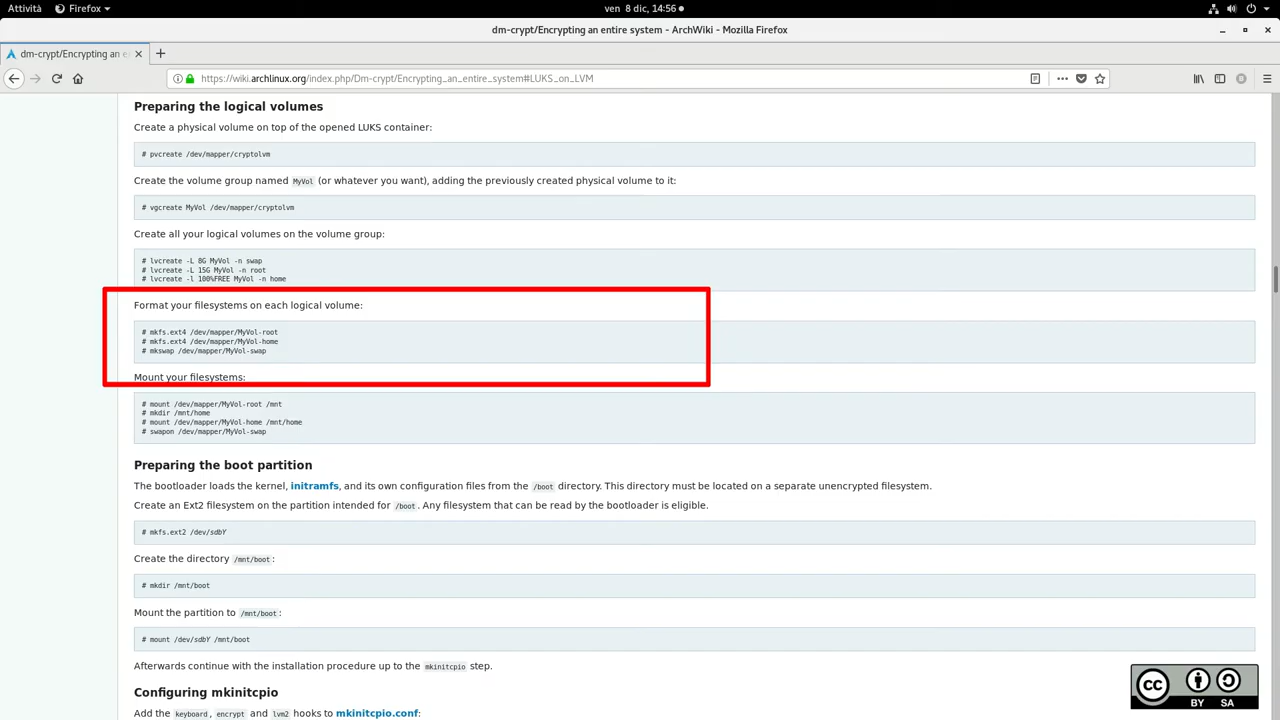 Attività Firefox ven 8 dic, 14:56
dm-crypt/Encrypting an entire system - ArchWiki - Mozilla Firefox
dm-crypt/Encrypting an e
https://wiki.archlinux.org/index.php/Dm-crypt/Encrypting_an_entire_system#LUKS_on_LVM
Preparing the logical volumes
Create a physical volume on top of the opened LUKS container:
# pvcreate /dev/mapper/cryptolvm
Create the volume group named MyVol (or whatever you want), adding the previously created physical volume to it:
# vgcreate MyVol /dev/mapper/cryptolvm
Create all your logical volumes on the volume group:
# lvcreate -L 8G MyVol -n swap
# lvcreate -L 15G MyVol -n root
# lvcreate -l 100%FREE MyVol -n home
Format your filesystems on each logical volume:
# mkfs.ext4 /dev/mapper/MyVol-root
# mkfs.ext4 /dev/mapper/MyVol-home
# mkswap /dev/mapper/MyVol-swap
Mount your filesystems:
# mount /dev/mapper/MyVol-root /mnt
# mkdir /mnt/home
# mount /dev/mapper/MyVol-home /mnt/home
# swapon /dev/mapper/MyVol-swap
Preparing the boot partition
The bootloader loads the kernel, initramfs, and its own configuration files from the /boot directory. This directory must be located on a separate unencrypted filesystem.
Create an Ext2 filesystem on the partition intended for /boot. Any filesystem that can be read by the bootloader is eligible.
# mkfs.ext2 /dev/sdbY
Create the directory /mnt/boot:
# mkdir /mnt/boot
Mount the partition to /mnt/boot:
# mount /dev/sdbY /mnt/boot
Afterwards continue with the installation procedure up to the mkinitcpio step.
Configuring mkinitcpio
Add the keyboard, encrypt and lvm2 hooks to mkinitcpio.conf:
cc
BY SA